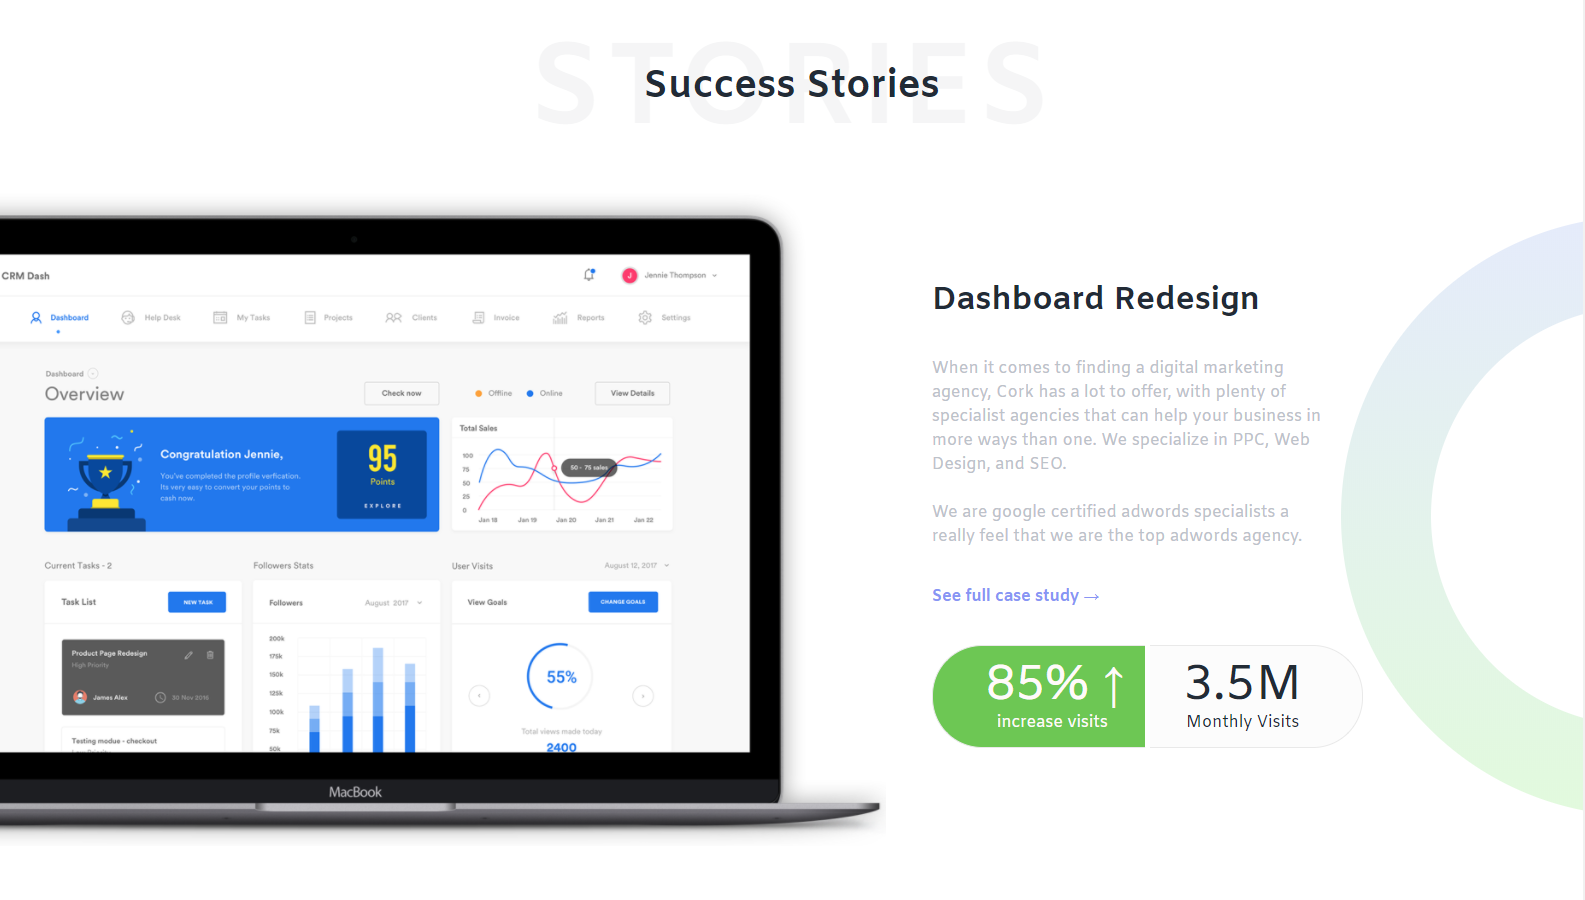 STORIES
Success Stories
CRM Dash
J
Jennie Thompson
Dashboard
Help Desk
My Tasks
Projects
Clients
Invoice
Reports
Settings
Dashboard
Overview
Check now
Offline
Online
View Details
Congratulation Jennie,
You've completed the profile verfication.
Its very easy to convert your points to
cash now.
95
Points
EXPLORE
Total Sales
100
75
50
25
0
50 - 75 sales
Jan 18
Jan 19
Jan 20
Jan 21
Jan 22
Current Tasks - 2
Task List
NEW TASK
Product Page Redesign
High Priority
James Alex
30 Nov 2016
Testing modue - checkout
Followers Stats
Followers
August 2017
200k
175k
150k
125k
100k
75k
50k
User Visits
August 12, 2017
View Goals
CHANGE GOALS
55%
Total views made today
2400
MacBook
Dashboard Redesign
When it comes to finding a digital marketing
agency, Cork has a lot to offer, with plenty of
specialist agencies that can help your business in
more ways than one. We specialize in PPC, Web
Design, and SEO.
We are google certified adwords specialists a
really feel that we are the top adwords agency.
See full case study →
85% ↑
increase visits
3.5M
Monthly Visits